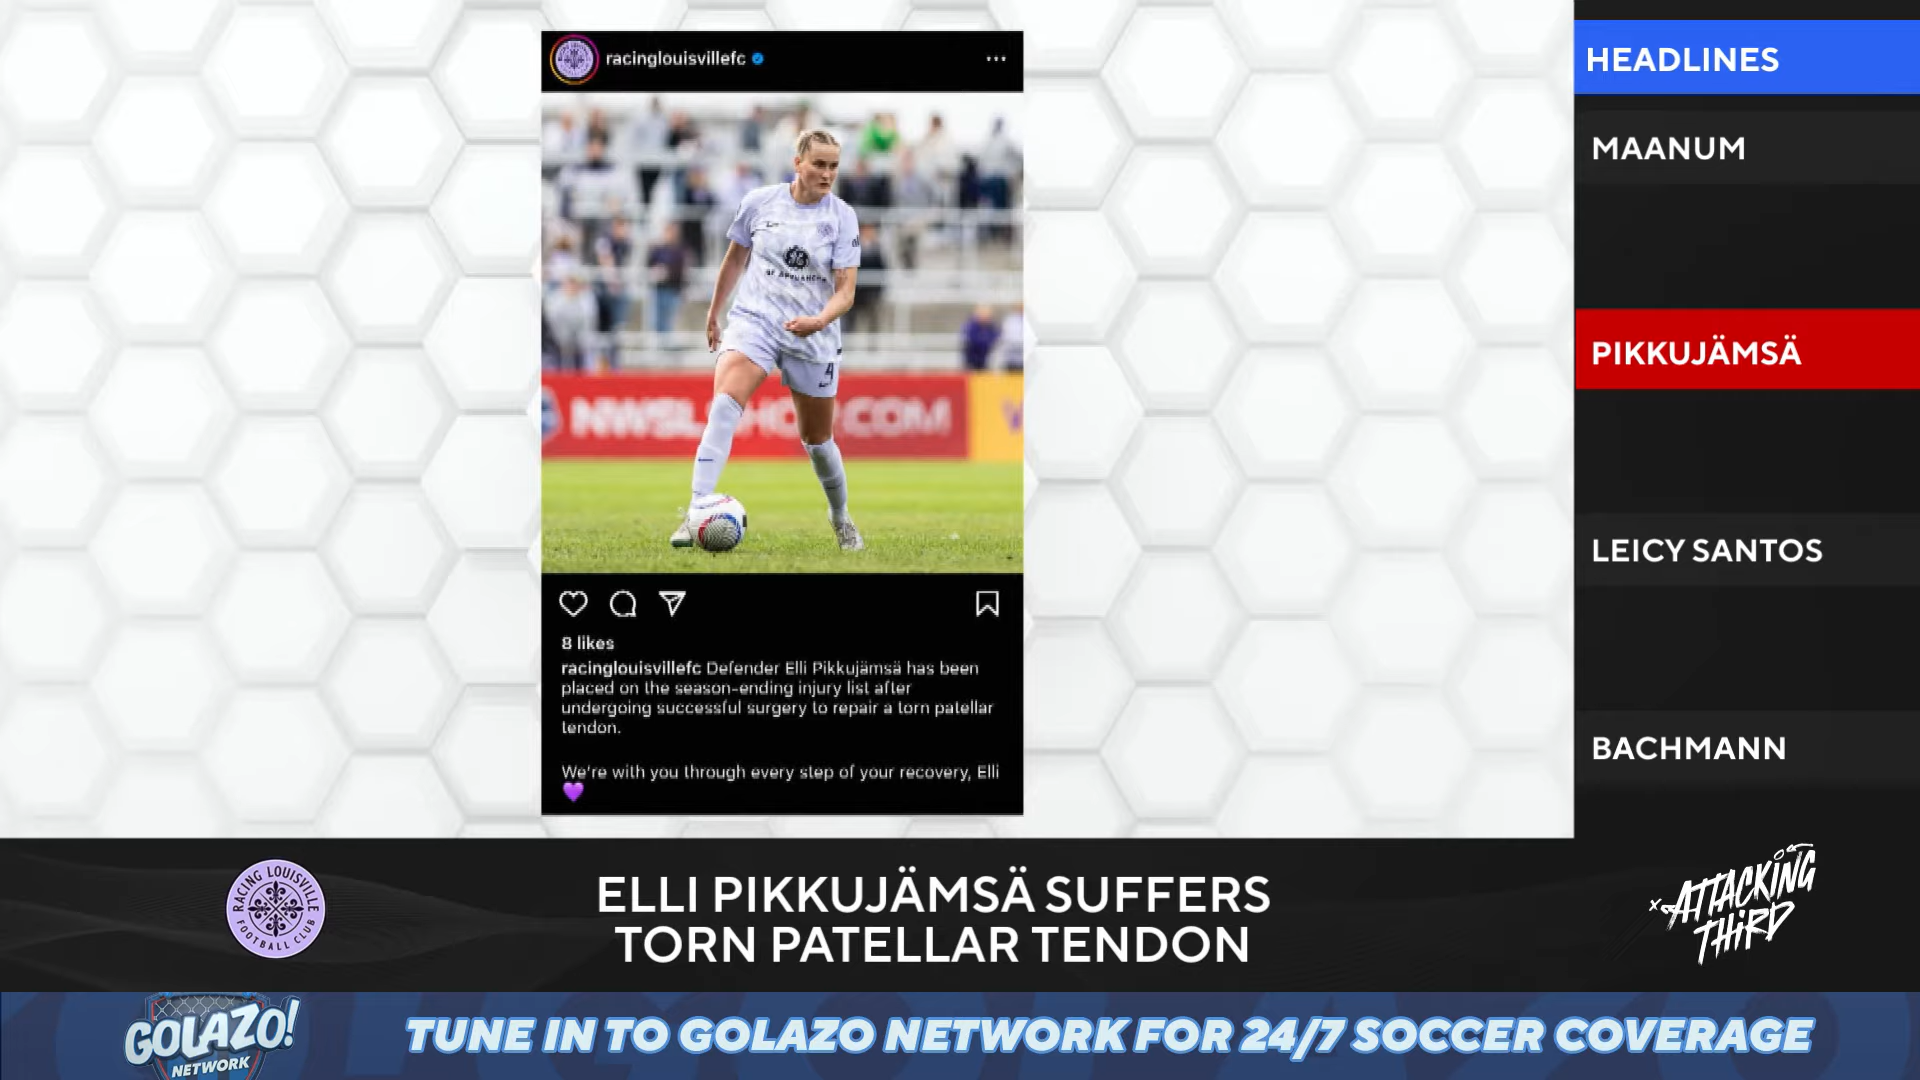 racinglouisvillefc
NWSLSHOP.COM
4
8 likes
racinglouisvillefc Defender Elli Pikkujämsä has been
placed on the season-ending injury list after
undergoing successful surgery to repair a torn patellar
tendon.
We're with you through every step of your recovery, Elli
💜
HEADLINES
MAANUM
PIKKUJÄMSÄ
LEICY SANTOS
BACHMANN
RACING LOUISVILLE
FOOTBALL CLUB
ELLI PIKKUJÄMSÄ SUFFERS
TORN PATELLAR TENDON
ATTACKING
THIRD
GOLAZO!
NETWORK
TUNE IN TO GOLAZO NETWORK FOR 24/7 SOCCER COVERAGE